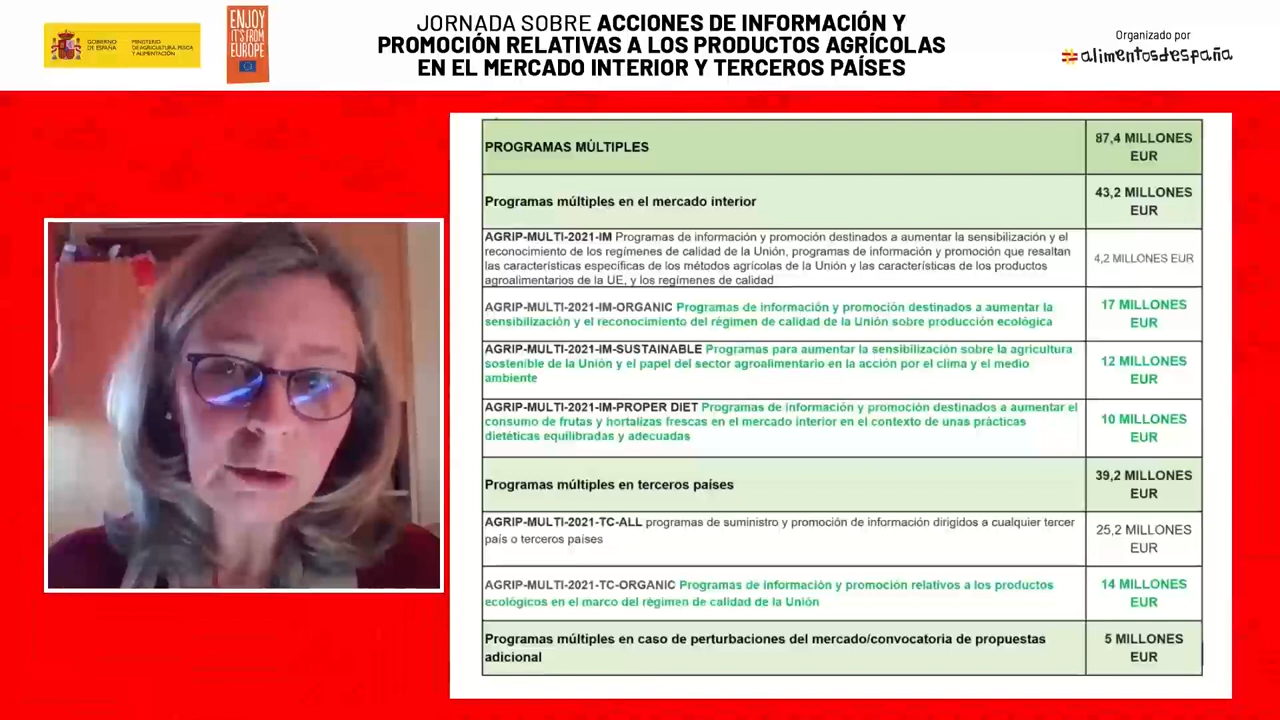 GOBIERNO
DE ESPAÑA
MINISTERIO
DE AGRICULTURA, PESCA
Y ALIMENTACIÓN
ENJOY
IT'S FROM
EUROPE
JORNADA SOBRE ACCIONES DE INFORMACIÓN Y
PROMOCIÓN RELATIVAS A LOS PRODUCTOS AGRÍCOLAS
EN EL MERCADO INTERIOR Y TERCEROS PAÍSES
Organizado por
#alimentosdespaña
PROGRAMAS MÚLTIPLES
87,4 MILLONES
EUR
Programas múltiples en el mercado interior
43,2 MILLONES
EUR
AGRIP-MULTI-2021-IM Programas de información y promoción destinados a aumentar la sensibilización y el
reconocimiento de los regímenes de calidad de la Unión, programas de información y promoción que resaltan
las características específicas de los métodos agrícolas de la Unión y las características de los productos
agroalimentarios de la UE, y los regímenes de calidad
4,2 MILLONES EUR
AGRIP-MULTI-2021-IM-ORGANIC Programas de información y promoción destinados a aumentar la
sensibilización y el reconocimiento del régimen de calidad de la Unión sobre producción ecológica
17 MILLONES
EUR
AGRIP-MULTI-2021-IM-SUSTAINABLE Programas para aumentar la sensibilización sobre la agricultura
sostenible de la Unión y el papel del sector agroalimentario en la acción por el clima y el medio
ambiente
12 MILLONES
EUR
AGRIP-MULTI-2021-IM-PROPER DIET Programas de información y promoción destinados a aumentar el
consumo de frutas y hortalizas frescas en el mercado interior en el contexto de unas prácticas
dietéticas equilibradas y adecuadas
10 MILLONES
EUR
Programas múltiples en terceros países
39,2 MILLONES
EUR
AGRIP-MULTI-2021-TC-ALL programas de suministro y promoción de información dirigidos a cualquier tercer
país o terceros países
25,2 MILLONES
EUR
AGRIP-MULTI-2021-TC-ORGANIC Programas de información y promoción relativos a los productos
ecológicos en el marco del régimen de calidad de la Unión
14 MILLONES
EUR
Programas múltiples en caso de perturbaciones del mercado/convocatoria de propuestas
adicional
5 MILLONES
EUR